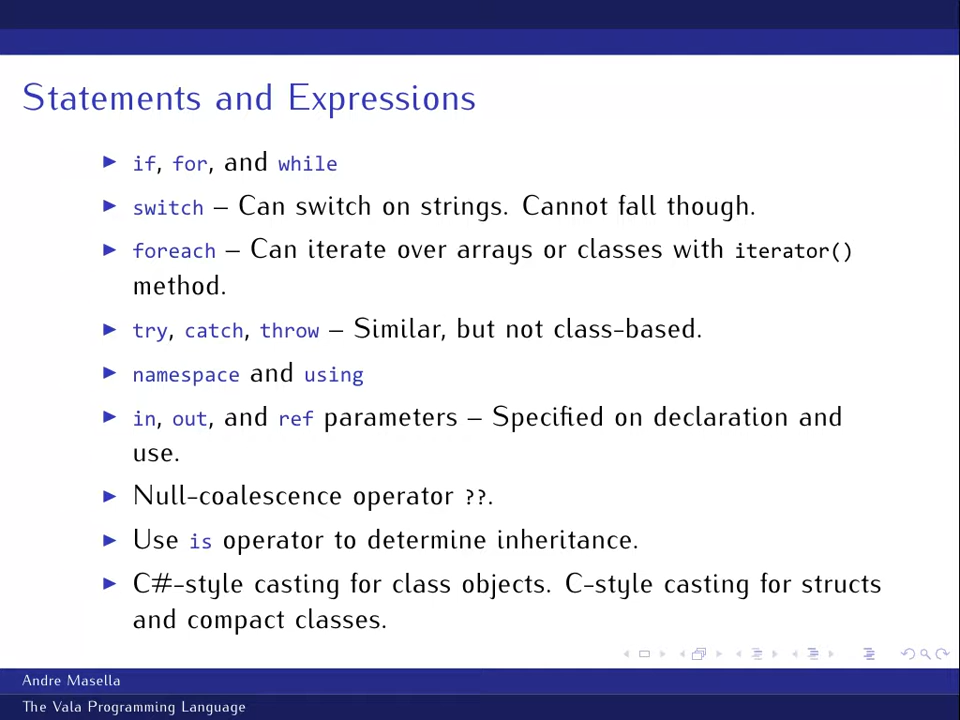 Statements and Expressions
if, for, and while
switch – Can switch on strings. Cannot fall though.
foreach – Can iterate over arrays or classes with iterator()
method.
try, catch, throw – Similar, but not class-based.
namespace and using
in, out, and ref parameters – Specified on declaration and
use.
Null-coalescence operator ??.
Use is operator to determine inheritance.
C#-style casting for class objects. C-style casting for structs
and compact classes.
Andre Masella
The Vala Programming Language